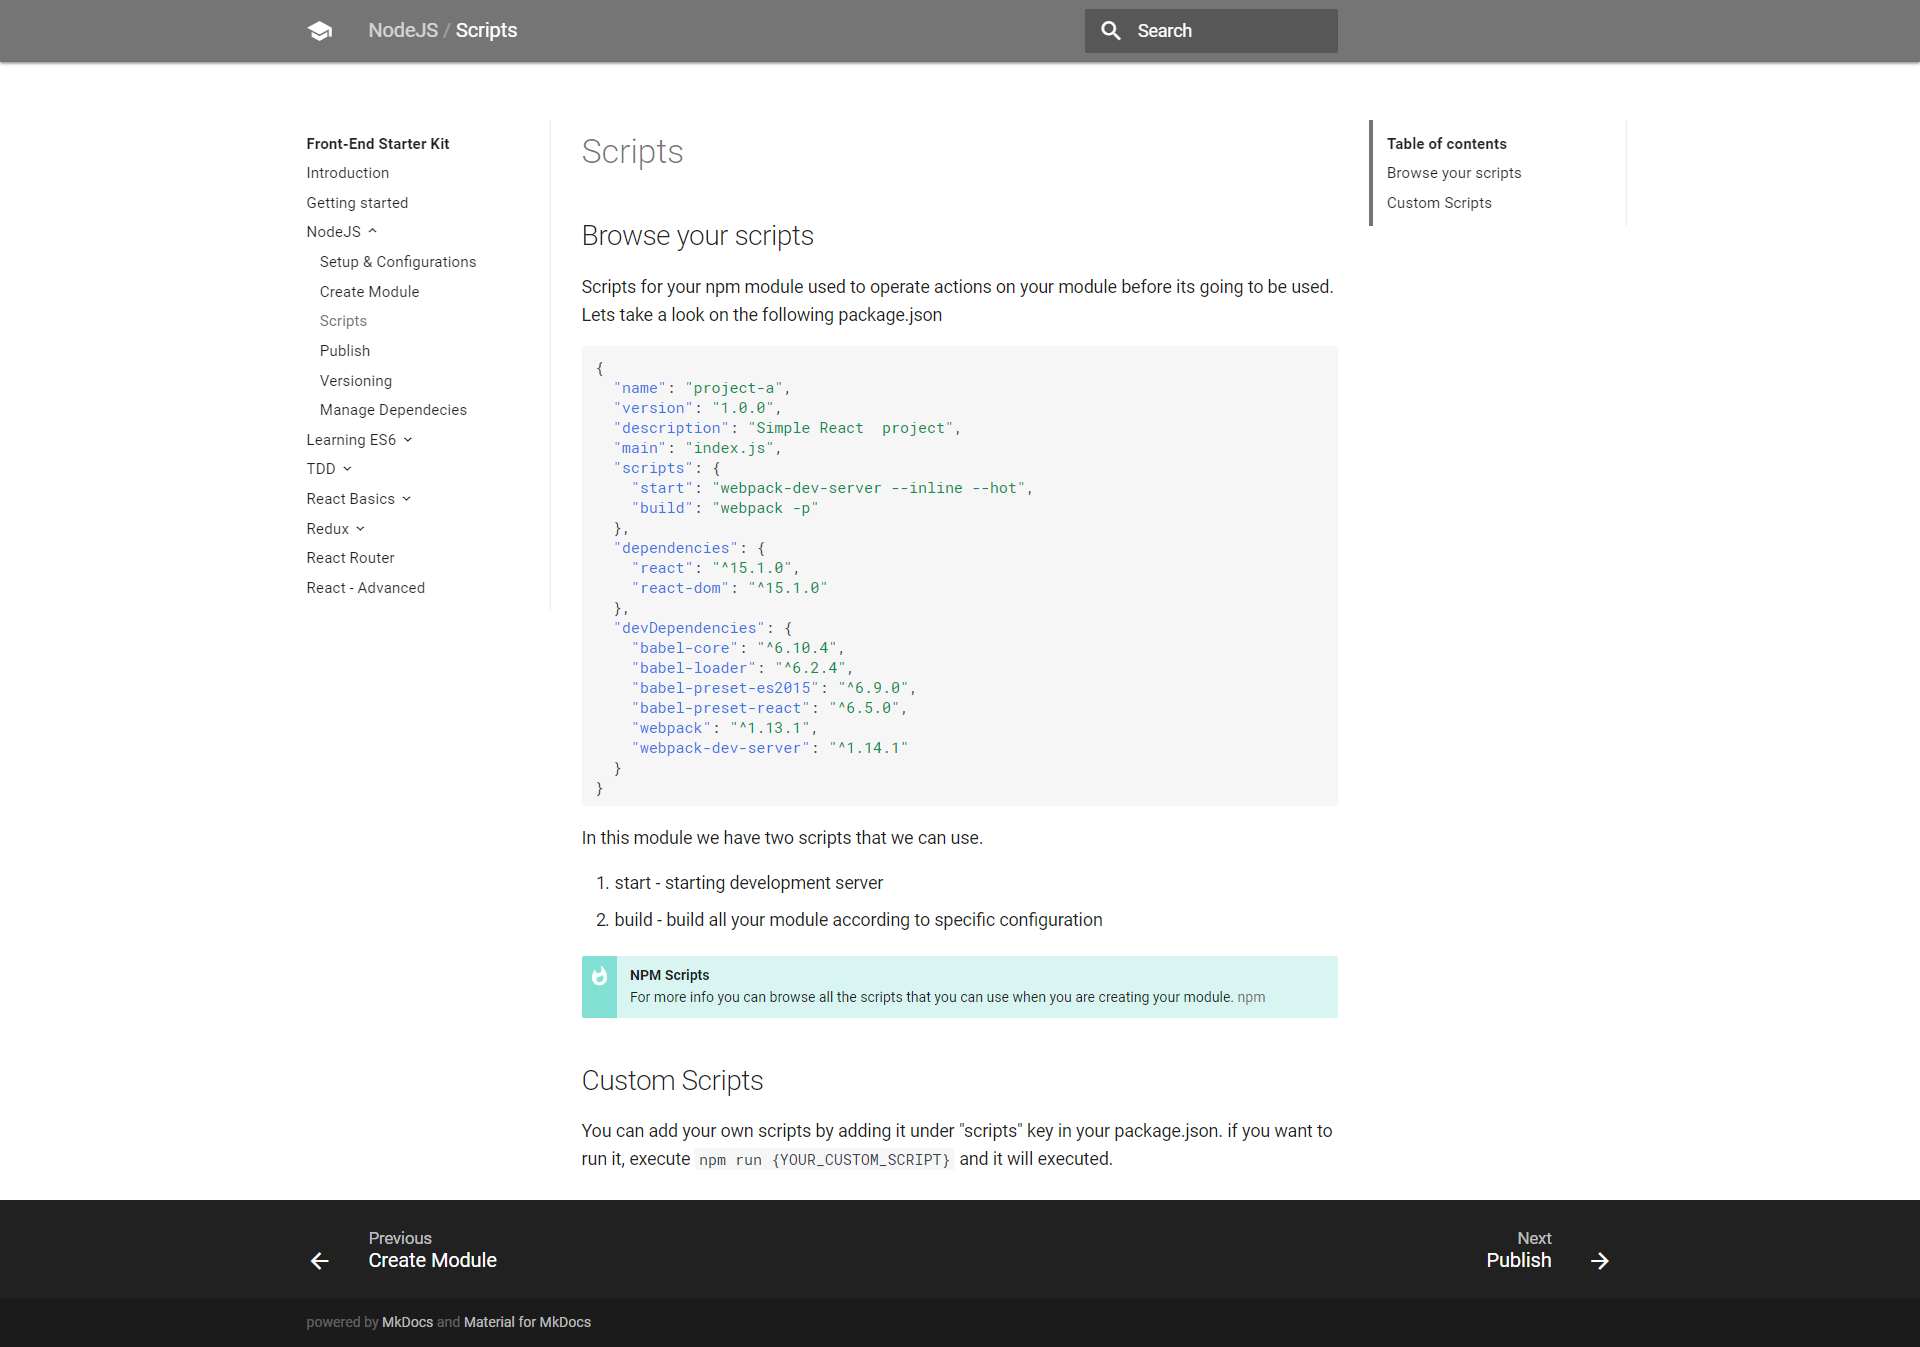 NodeJS / Scripts
Search
Front-End Starter Kit
Introduction
Getting started
NodeJS
Setup & Configurations
Create Module
Scripts
Publish
Versioning
Manage Dependecies
Learning ES6
TDD
React Basics
Redux
React Router
React - Advanced
Scripts
Browse your scripts
Scripts for your npm module used to operate actions on your module before its going to be used.
Lets take a look on the following package.json
{
  "name": "project-a",
  "version": "1.0.0",
  "description": "Simple React  project",
  "main": "index.js",
  "scripts": {
    "start": "webpack-dev-server --inline --hot",
    "build": "webpack -p"
  },
  "dependencies": {
    "react": "^15.1.0",
    "react-dom": "^15.1.0"
  },
  "devDependencies": {
    "babel-core": "^6.10.4",
    "babel-loader": "^6.2.4",
    "babel-preset-es2015": "^6.9.0",
    "babel-preset-react": "^6.5.0",
    "webpack": "^1.13.1",
    "webpack-dev-server": "^1.14.1"
  }
}
In this module we have two scripts that we can use.
1. start - starting development server
2. build - build all your module according to specific configuration
NPM Scripts
For more info you can browse all the scripts that you can use when you are creating your module. npm
Custom Scripts
You can add your own scripts by adding it under "scripts" key in your package.json. if you want to
run it, execute npm run {YOUR_CUSTOM_SCRIPT} and it will executed.
Table of contents
Browse your scripts
Custom Scripts
Previous
Create Module
Next
Publish
powered by MkDocs and Material for MkDocs